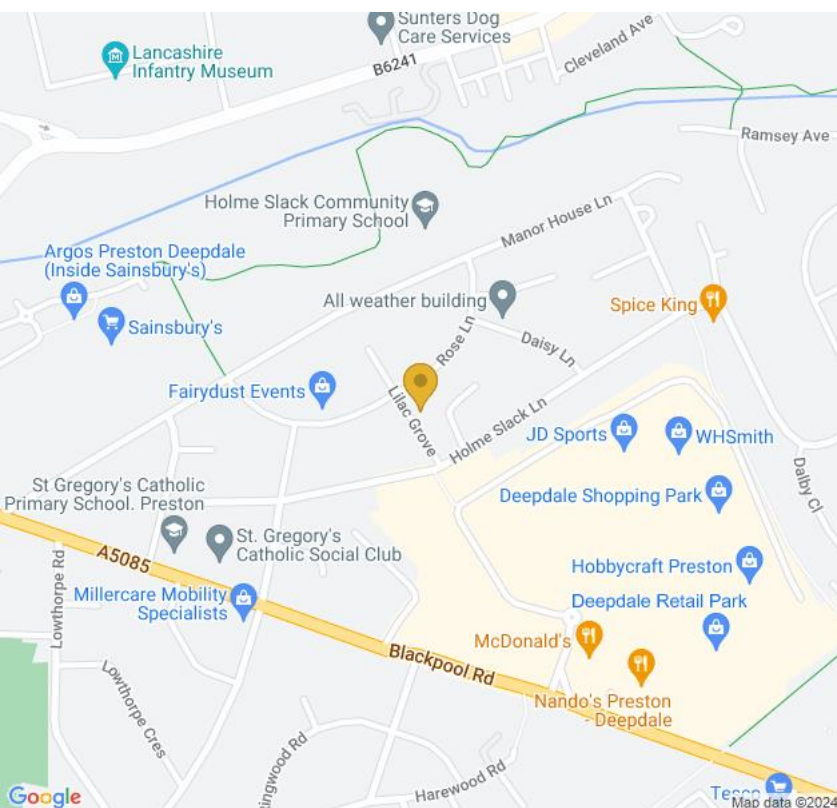 Sunters Dog
Care Services
Lancashire
Infantry Museum
B6241
Cleveland Ave
Ramsey Ave
Holme Slack Community
Primary School
Manor House Ln
Argos Preston Deepdale
(Inside Sainsbury's)
All weather building
Spice King
Sainsbury's
Rose Ln
Daisy Ln
Fairydust Events
Lilac Grove
Holme Slack Ln
JD Sports
WHSmith
Dalby Cl
St Gregory's Catholic
Primary School. Preston
Deepdale Shopping Park
St. Gregory's
Catholic Social Club
A5085
Lowthorpe Rd
Hobbycraft Preston
Millercare Mobility
Specialists
Deepdale Retail Park
McDonald's
Blackpool Rd
Lowthorpe Cres
Nando's Preston
- Deepdale
ingwood Rd
Harewood Rd
Tesco
Google
Map data ©2024